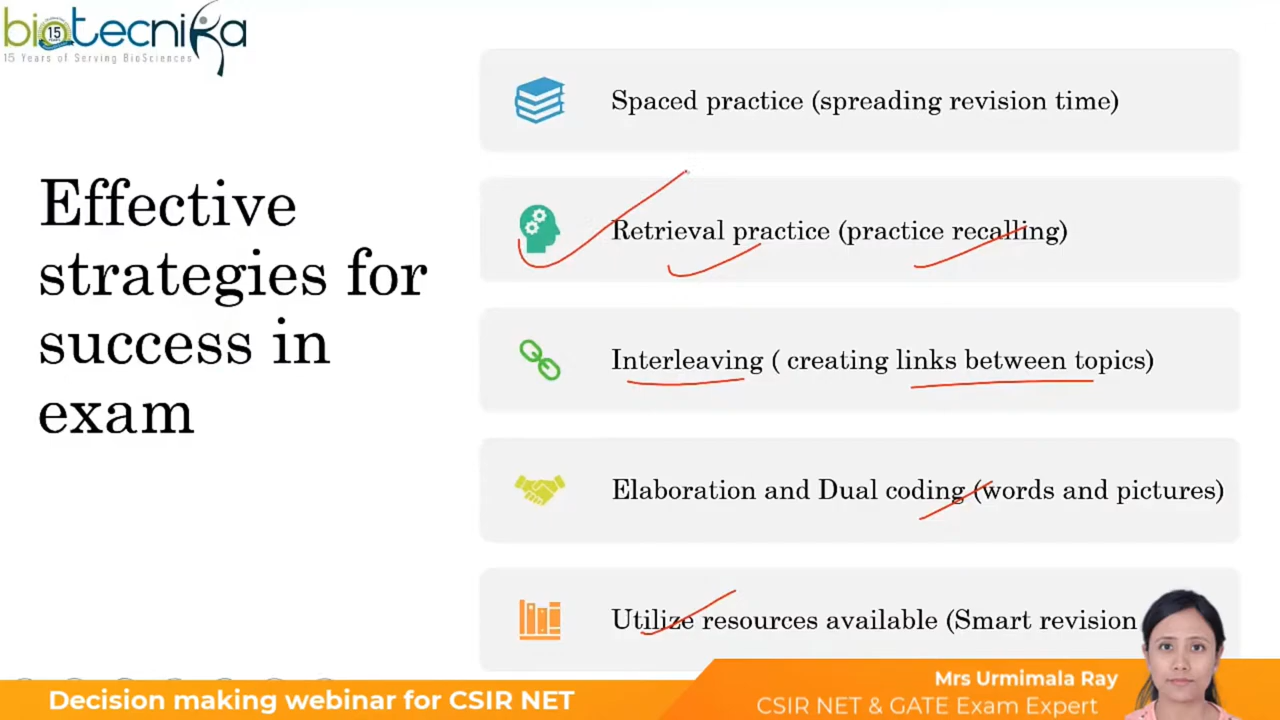 biotecnika
15
15 Years of Serving BioSciences
Effective
strategies for
success in
exam
Spaced practice (spreading revision time)
Retrieval practice (practice recalling)
Interleaving ( creating links between topics)
Elaboration and Dual coding (words and pictures)
Utilize resources available (Smart revision
Mrs Urmimala Ray
CSIR NET & GATE Exam Expert
Decision making webinar for CSIR NET